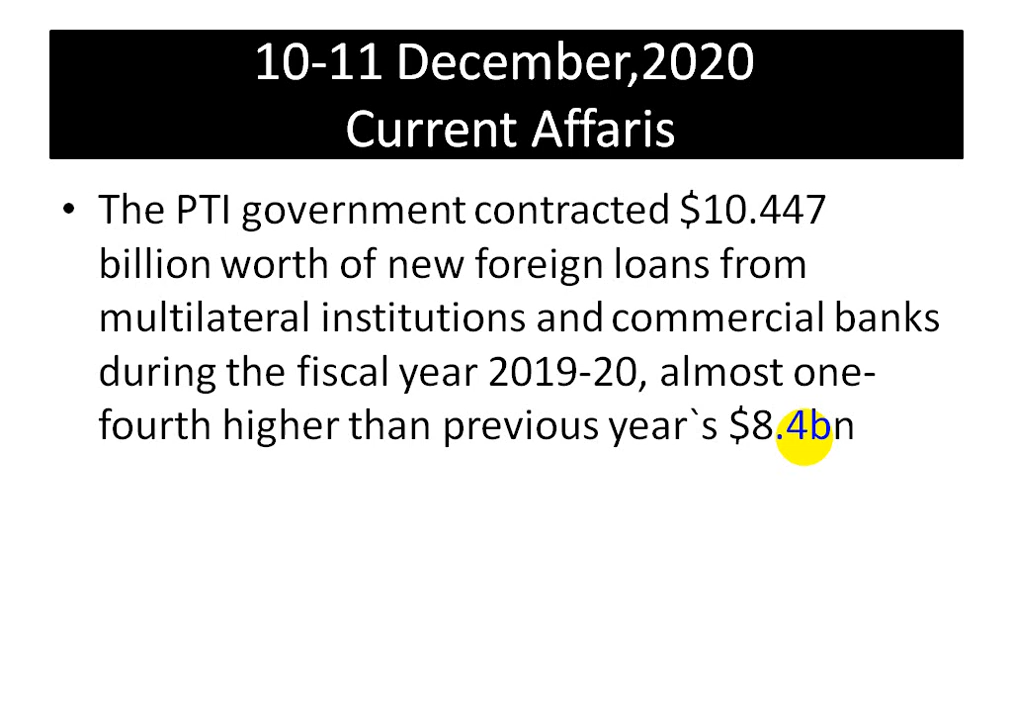 10-11 December,2020
Current Affaris
• The PTI government contracted $10.447
billion worth of new foreign loans from
multilateral institutions and commercial banks
during the fiscal year 2019-20, almost one-
fourth higher than previous year`s $8.4bn